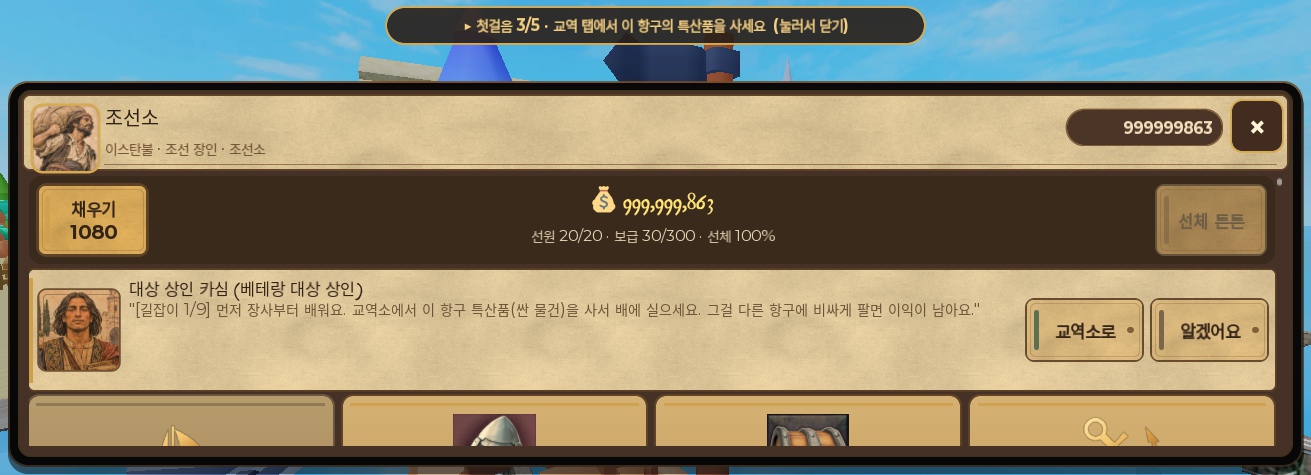 ▸ 첫걸음 3/5 · 교역 탭에서 이 항구의 특산품을 사세요 (눌러서 닫기)
조선소
이스탄불 · 조선 장인 · 조선소
999999863
×
채우기
1080
999,999,863
선원 20/20 · 보급 30/300 · 선체 100%
선체 튼튼
대상 상인 카심 (베테랑 대상 상인)
"[길잡이 1/9] 먼저 장사부터 배워요. 교역소에서 이 항구 특산품(싼 물건)을 사서 배에 실으세요. 그걸 다른 항구에 비싸게 팔면 이익이 남아요."
교역소로
알겠어요